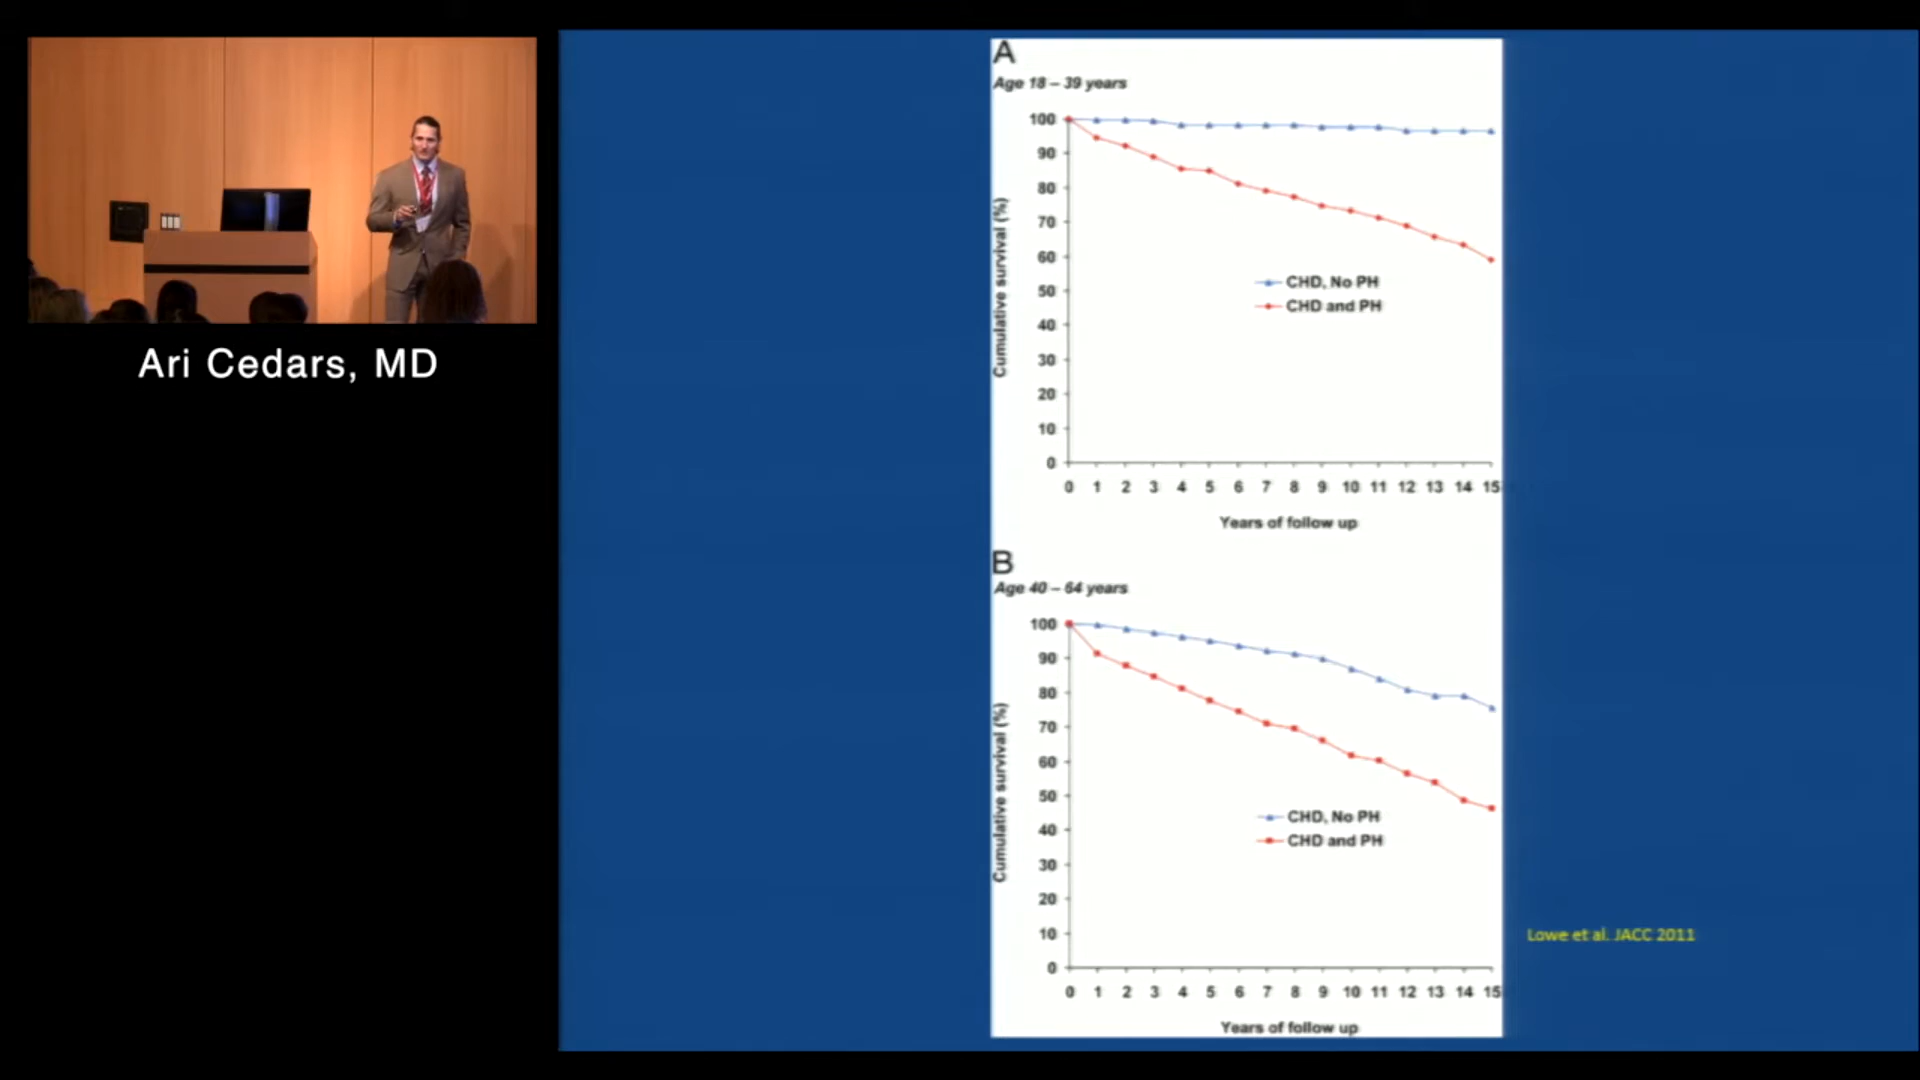 Ari Cedars, MD
A
Age 18 – 39 years
Cumulative survival (%)
100
90
80
70
60
50
40
30
20
10
0
CHD, No PH
CHD and PH
0 1 2 3 4 5 6 7 8 9 10 11 12 13 14 15
Years of follow up
B
Age 40 – 64 years
Cumulative survival (%)
100
90
80
70
60
50
40
30
20
10
0
CHD, No PH
CHD and PH
0 1 2 3 4 5 6 7 8 9 10 11 12 13 14 15
Years of follow up
Lowe et al. JACC 2011